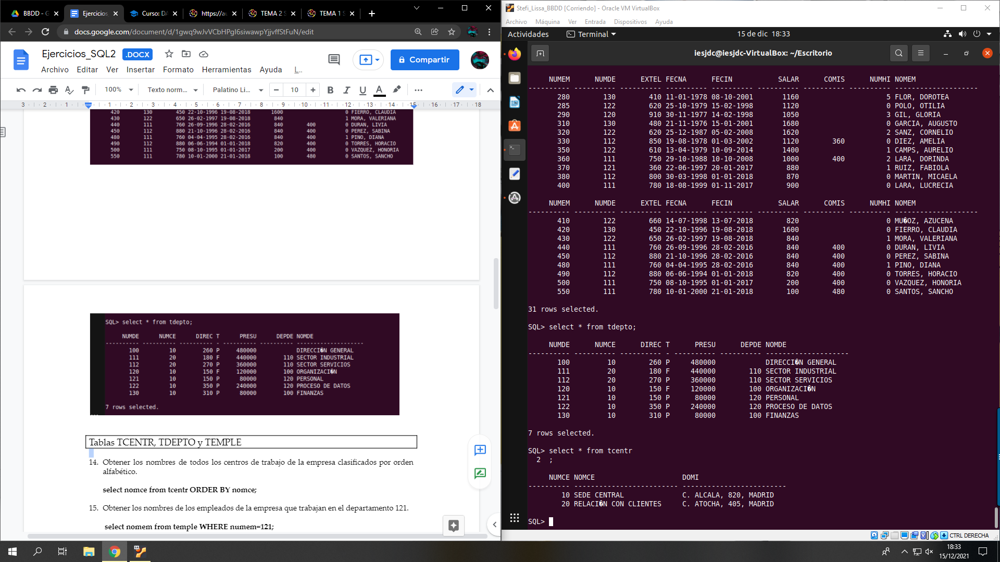 BBDD - G
Ejercicios
Curso: DA
https://au
TEMA 2 S
TEMA 1 S
docs.google.com/document/d/1gwq9wJvVCbHPgI6siwawpYjjvffStFuN/edit
Ejercicios_SQL2 .DOCX
Compartir
Archivo Editar Ver Insertar Formato Herramientas Ayuda L..
100% Texto norm... Palatino Li... 10
3 2 1 1 2 3 4 5 6 7 8 9 10 11 12 13 14 15 16 17 18
420 130 450 22-10-1996 19-08-2018 1600 0 FIERRO, CLAUDIA
430 122 650 26-02-1997 19-08-2018 840 1 MORA, VALERIANA
440 111 760 26-09-1996 28-02-2016 840 400 0 DURAN, LIVIA
450 112 880 21-10-1996 28-02-2016 840 400 0 PEREZ, SABINA
480 111 760 04-04-1995 28-02-2016 840 400 1 PINO, DIANA
490 112 880 06-06-1994 01-01-2018 820 400 0 TORRES, HORACIO
500 111 750 08-10-1995 01-01-2017 200 400 0 VAZQUEZ, HONORIA
550 111 780 10-01-2000 21-01-2018 100 480 0 SANTOS, SANCHO
SQL> select * from tdepto;
NUMDE NUMCE DIREC T PRESU DEPDE NOMDE
---------- ---------- ---------- - ---------- ---------- --------------------
100 10 260 P 480000 DIRECCI�N GENERAL
111 20 180 F 440000 110 SECTOR INDUSTRIAL
112 20 270 P 360000 110 SECTOR SERVICIOS
120 10 150 F 120000 100 ORGANIZACI�N
121 10 150 P 80000 120 PERSONAL
122 10 350 P 240000 120 PROCESO DE DATOS
130 10 310 P 80000 100 FINANZAS
7 rows selected.
Tablas TCENTR, TDEPTO y TEMPLE
14. Obtener los nombres de todos los centros de trabajo de la empresa clasificados por orden
alfabético.
select nomce from tcentr ORDER BY nomce;
15. Obtener los nombres de los empleados de la empresa que trabajan en el departamento 121.
select nomem from temple WHERE numem=121;
Stefi_Lissa_BBDD [Corriendo] - Oracle VM VirtualBox
Archivo Máquina Ver Entrada Dispositivos Ayuda
Actividades Terminal 15 de dic 18:33
iesjdc@iesjdc-VirtualBox: ~/Escritorio
NUMEM NUMDE EXTEL FECNA FECIN SALAR COMIS NUMHI NOMEM
---------- ---------- ---------- ---------- ---------- ---------- ---------- ---------- --------------------
280 130 410 11-01-1978 08-10-2001 1160 5 FLOR, DOROTEA
285 122 620 25-10-1979 15-02-1998 1120 0 POLO, OTILIA
290 120 910 30-11-1977 14-02-1998 1050 3 GIL, GLORIA
310 130 480 21-11-1976 15-01-2001 1680 0 GARCIA, AUGUSTO
320 122 620 25-12-1987 05-02-2008 1620 2 SANZ, CORNELIO
330 112 850 19-08-1978 01-03-2002 1120 360 0 DIEZ, AMELIA
350 122 610 13-04-1979 10-09-2014 1400 1 CAMPS, AURELIO
360 111 750 29-10-1988 10-10-2008 1000 400 2 LARA, DORINDA
370 121 360 22-06-1997 20-01-2017 880 1 RUIZ, FABIOLA
380 112 800 30-03-1998 01-01-2018 870 0 MARTIN, MICAELA
400 111 780 18-08-1999 01-11-2017 900 0 LARA, LUCRECIA
NUMEM NUMDE EXTEL FECNA FECIN SALAR COMIS NUMHI NOMEM
---------- ---------- ---------- ---------- ---------- ---------- ---------- ---------- --------------------
410 122 660 14-07-1998 13-07-2018 820 0 MU�OZ, AZUCENA
420 130 450 22-10-1996 19-08-2018 1600 0 FIERRO, CLAUDIA
430 122 650 26-02-1997 19-08-2018 840 1 MORA, VALERIANA
440 111 760 26-09-1996 28-02-2016 840 400 0 DURAN, LIVIA
450 112 880 21-10-1996 28-02-2016 840 400 0 PEREZ, SABINA
480 111 760 04-04-1995 28-02-2016 840 400 1 PINO, DIANA
490 112 880 06-06-1994 01-01-2018 820 400 0 TORRES, HORACIO
500 111 750 08-10-1995 01-01-2017 200 400 0 VAZQUEZ, HONORIA
550 111 780 10-01-2000 21-01-2018 100 480 0 SANTOS, SANCHO
31 rows selected.
SQL> select * from tdepto;
NUMDE NUMCE DIREC T PRESU DEPDE NOMDE
---------- ---------- ---------- - ---------- ---------- --------------------
100 10 260 P 480000 DIRECCI�N GENERAL
111 20 180 F 440000 110 SECTOR INDUSTRIAL
112 20 270 P 360000 110 SECTOR SERVICIOS
120 10 150 F 120000 100 ORGANIZACI�N
121 10 150 P 80000 120 PERSONAL
122 10 350 P 240000 120 PROCESO DE DATOS
130 10 310 P 80000 100 FINANZAS
7 rows selected.
SQL> select * from tcentr
2 ;
NUMCE NOMCE DOMI
---------- ------------------------- -------------------------
10 SEDE CENTRAL C. ALCALA, 820, MADRID
20 RELACI�N CON CLIENTES C. ATOCHA, 405, MADRID
SQL>
CTRL DERECHA
18:33
15/12/2021